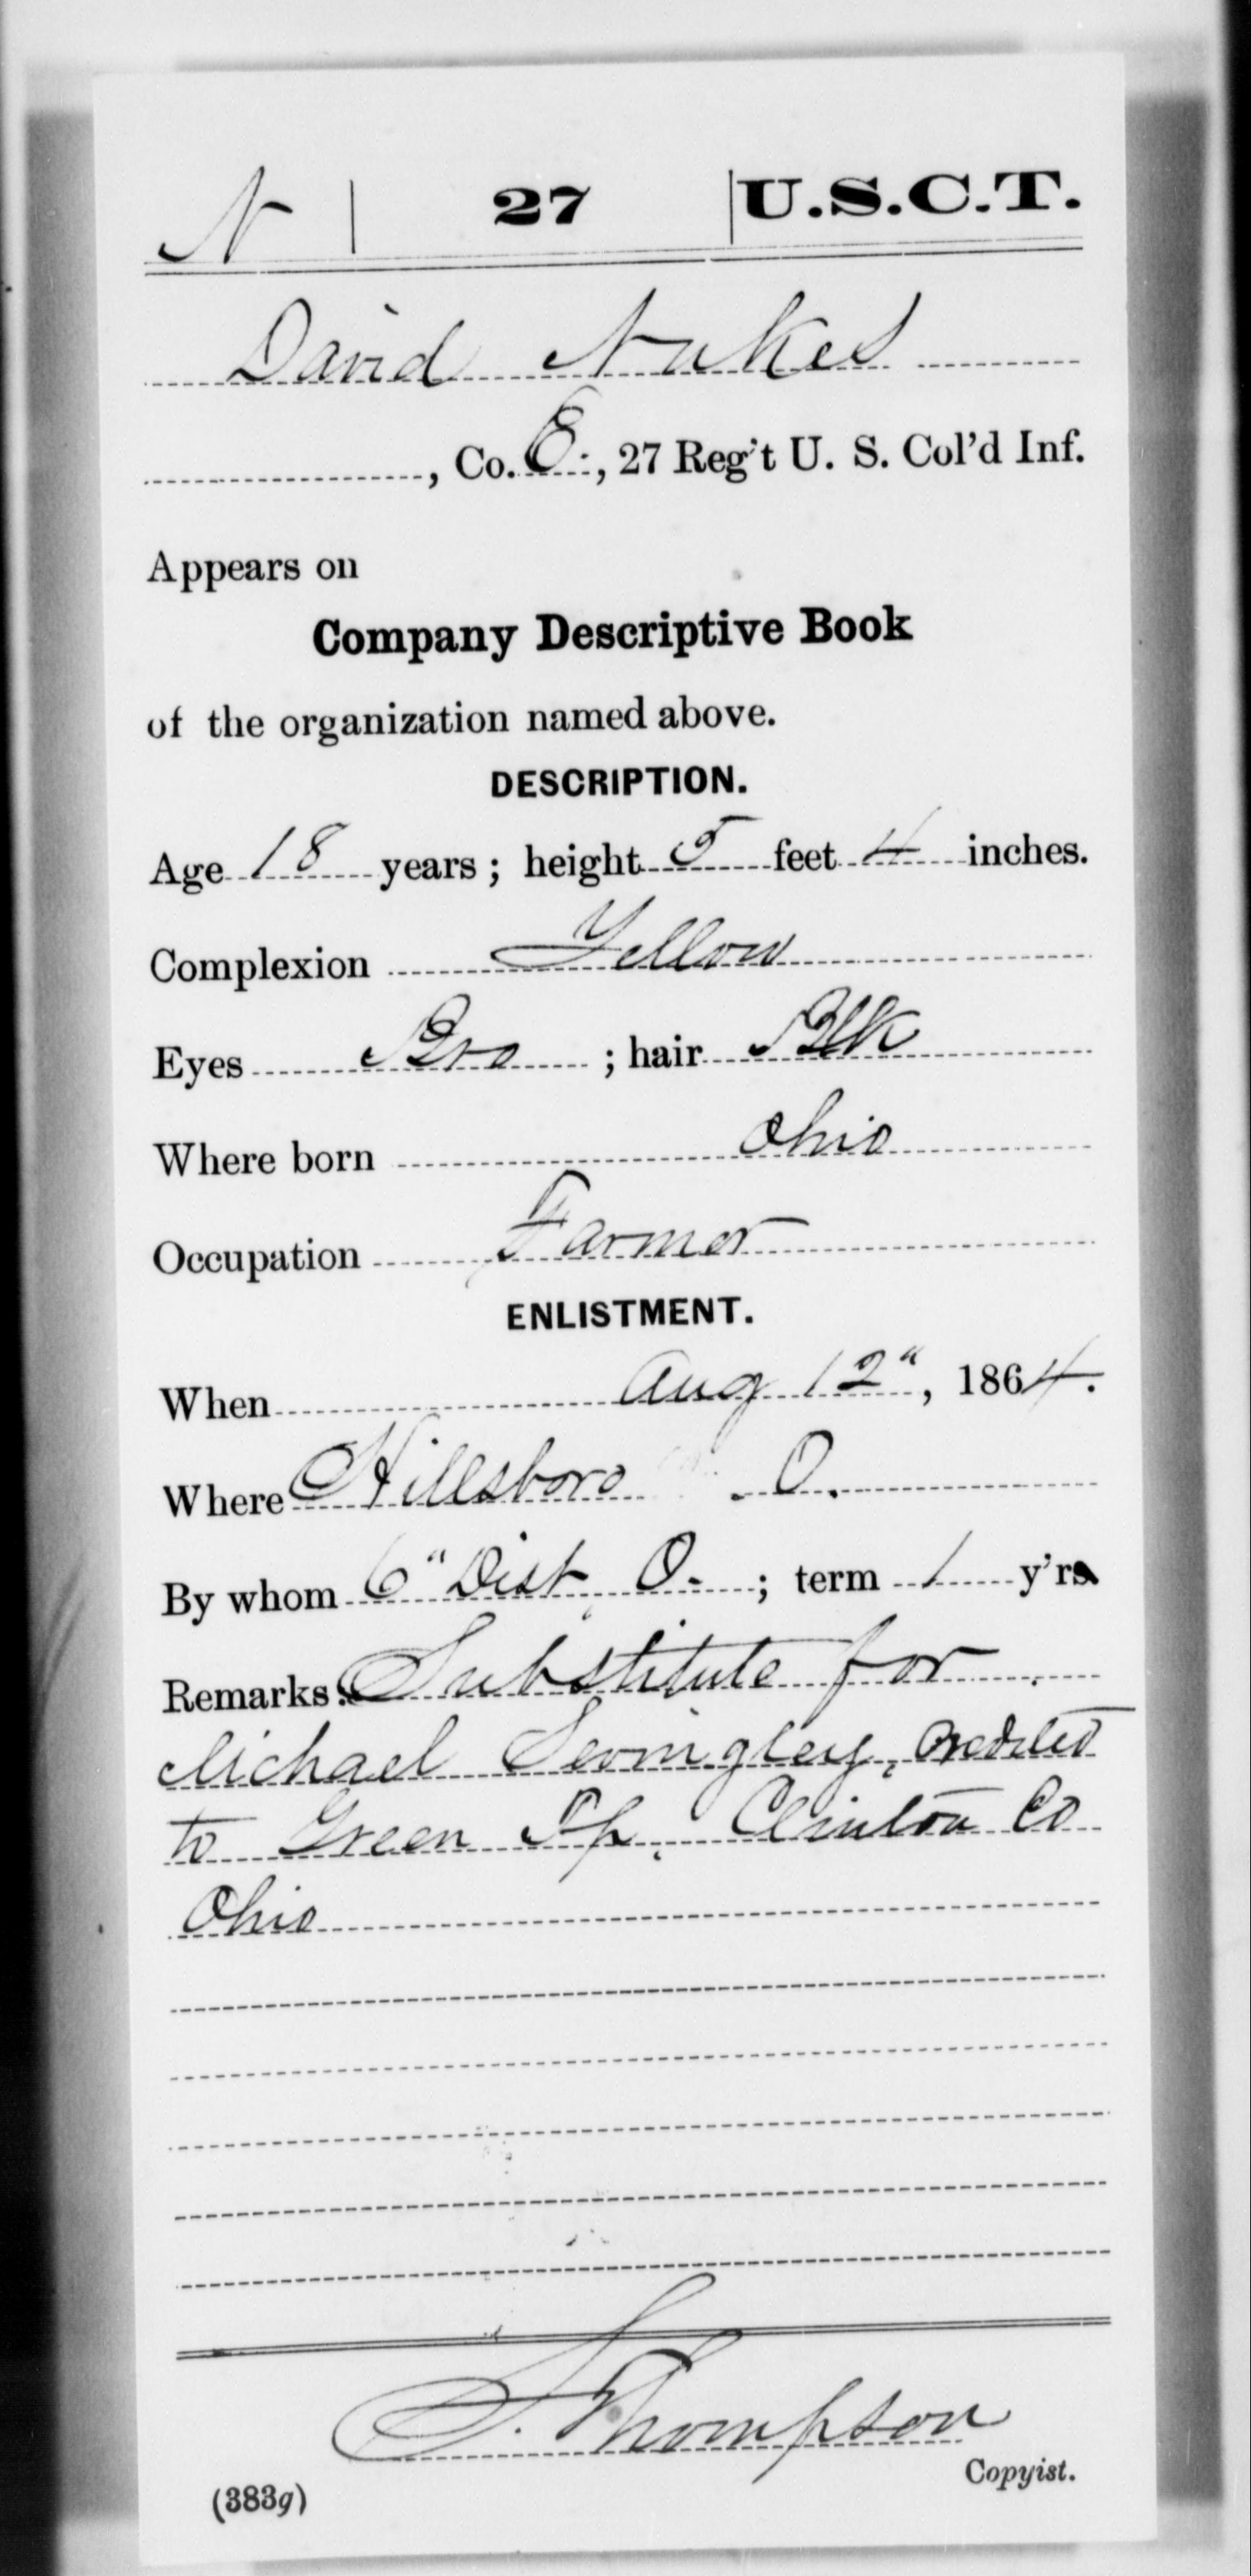 N | 27 | U.S.C.T.
David Nukes
, Co. E., 27 Reg't U. S. Col'd Inf.
Appears on
Company Descriptive Book
of the organization named above.
DESCRIPTION.
Age 18 years; height 5 feet 4 inches.
Complexion Yellow
Eyes Bro; hair Blk
Where born Ohio
Occupation Farmer
ENLISTMENT.
When Aug 12", 1864.
Where Hillsboro O.
By whom 6" Dist O.; term 1 y'rs
Remarks: Substitute for
Michael credited
to Green Tp, Clinton Co
Ohio
Thompson
Copyist.
(383g)